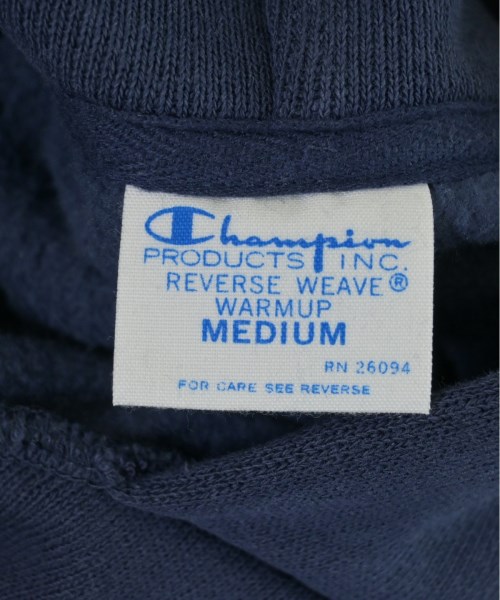 Champion
PRODUCTS INC.
REVERSE WEAVE®
WARMUP
MEDIUM
RN 26094
FOR CARE SEE REVERSE